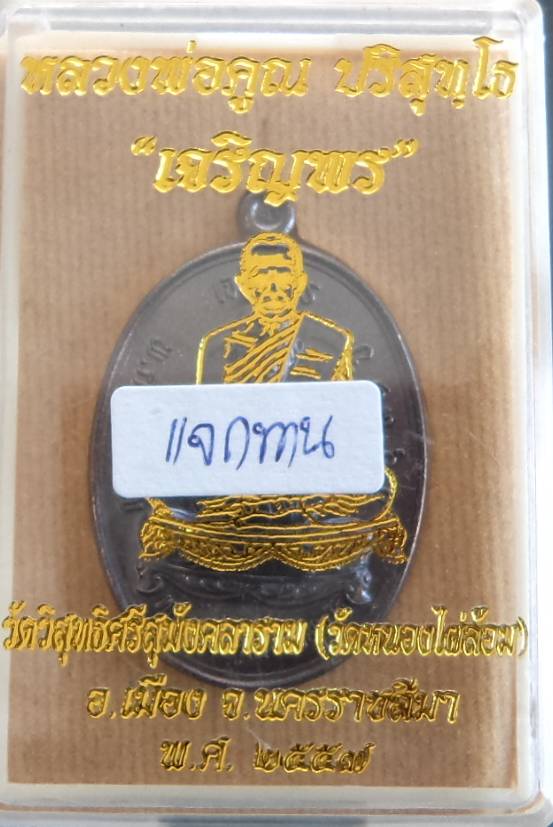 หลวงพ่อคูณ ปริสุทฺโธ
"เจริญพร"
แจกทาน
วัดวิสุทธิศรีสุมังคลาราม (วัดหนองไผ่ล้อม)
อ.เมือง จ.นครราชสีมา
พ.ศ. ๒๕๕๗